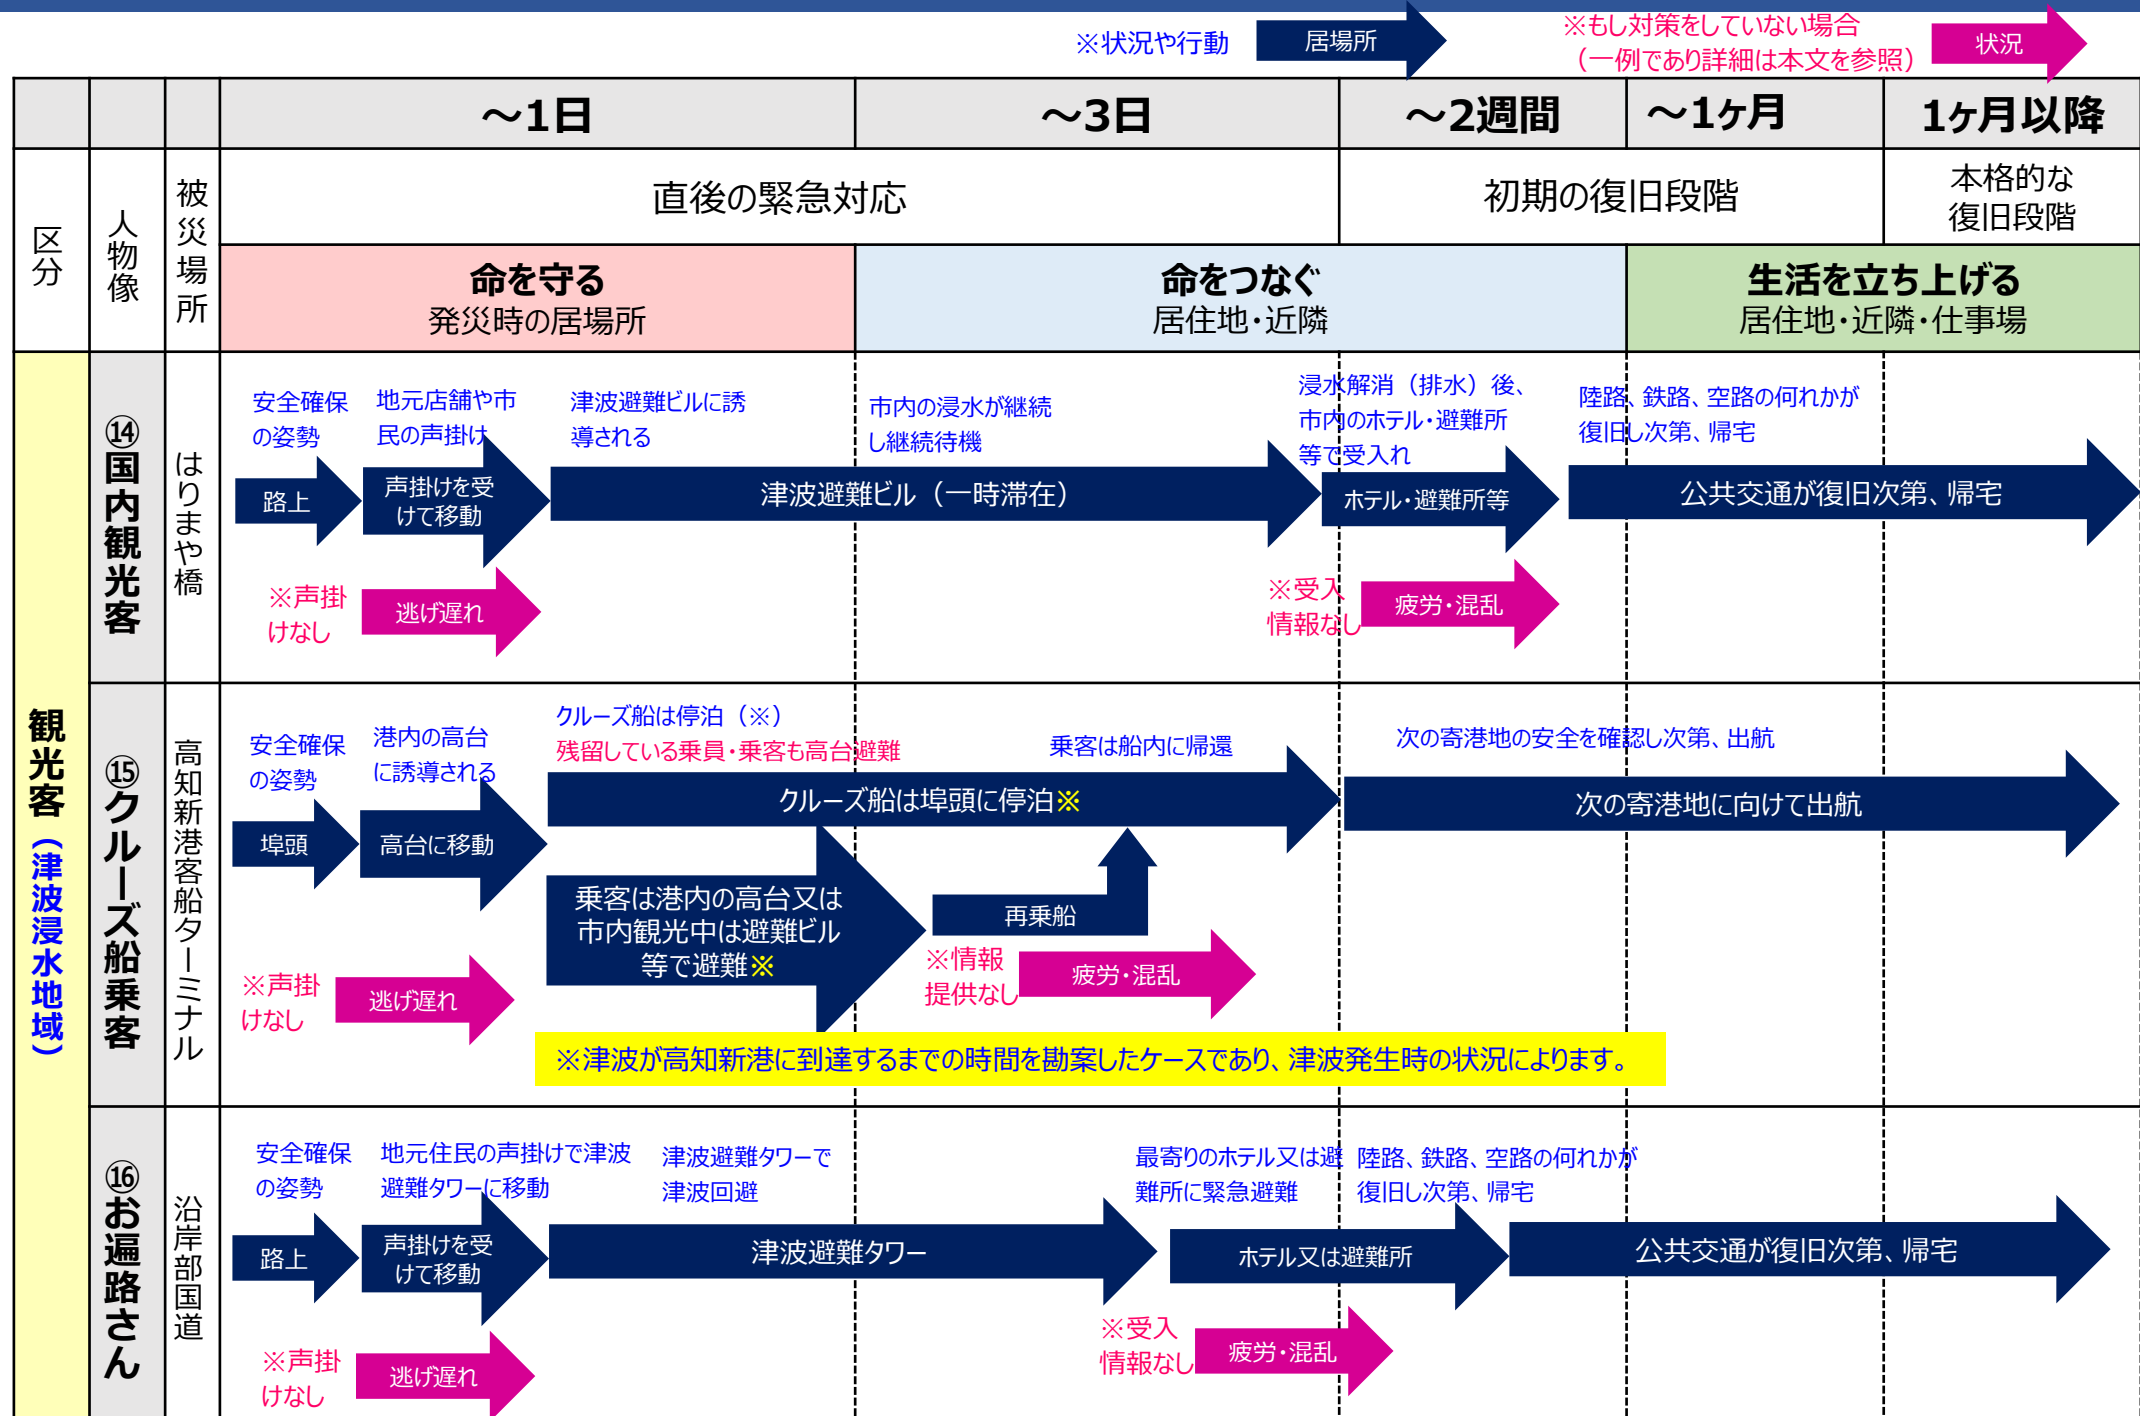 ※状況や行動
居場所
※もし対策をしていない場合
(一例であり詳細は本文を参照)
状況
区分
人物像
被災場所
～1日
～3日
～2週間
～1ヶ月
1ヶ月以降
直後の緊急対応
初期の復旧段階
本格的な
復旧段階
命を守る
発災時の居場所
命をつなぐ
居住地・近隣
生活を立ち上げる
居住地・近隣・仕事場
観光客(津波浸水地域)
⑭国内観光客
はりまや橋
安全確保
の姿勢
地元店舗や市
民の声掛け
津波避難ビルに誘
導される
市内の浸水が継続
し継続待機
浸水解消(排水)後、
市内のホテル・避難所
等で受入れ
陸路、鉄路、空路の何れかが
復旧し次第、帰宅
路上
声掛けを受
けて移動
津波避難ビル(一時滞在)
ホテル・避難所等
公共交通が復旧次第、帰宅
※声掛
けなし
逃げ遅れ
※受入
情報なし
疲労・混乱
⑮クルーズ船乗客
高知新港客船ターミナル
安全確保
の姿勢
港内の高台
に誘導される
クルーズ船は停泊(※)
残留している乗員・乗客も高台避難
乗客は船内に帰還
次の寄港地の安全を確認し次第、出航
埠頭
高台に移動
クルーズ船は埠頭に停泊※
次の寄港地に向けて出航
乗客は港内の高台又は
市内観光中は避難ビル
等で避難※
再乗船
※声掛
けなし
逃げ遅れ
※情報
提供なし
疲労・混乱
※津波が高知新港に到達するまでの時間を勘案したケースであり、津波発生時の状況によります。
⑯お遍路さん
沿岸部国道
安全確保
の姿勢
地元住民の声掛けで津波
避難タワーに移動
津波避難タワーで
津波回避
最寄りのホテル又は避
難所に緊急避難
陸路、鉄路、空路の何れかが
復旧し次第、帰宅
路上
声掛けを受
けて移動
津波避難タワー
ホテル又は避難所
公共交通が復旧次第、帰宅
※声掛
けなし
逃げ遅れ
※受入
情報なし
疲労・混乱